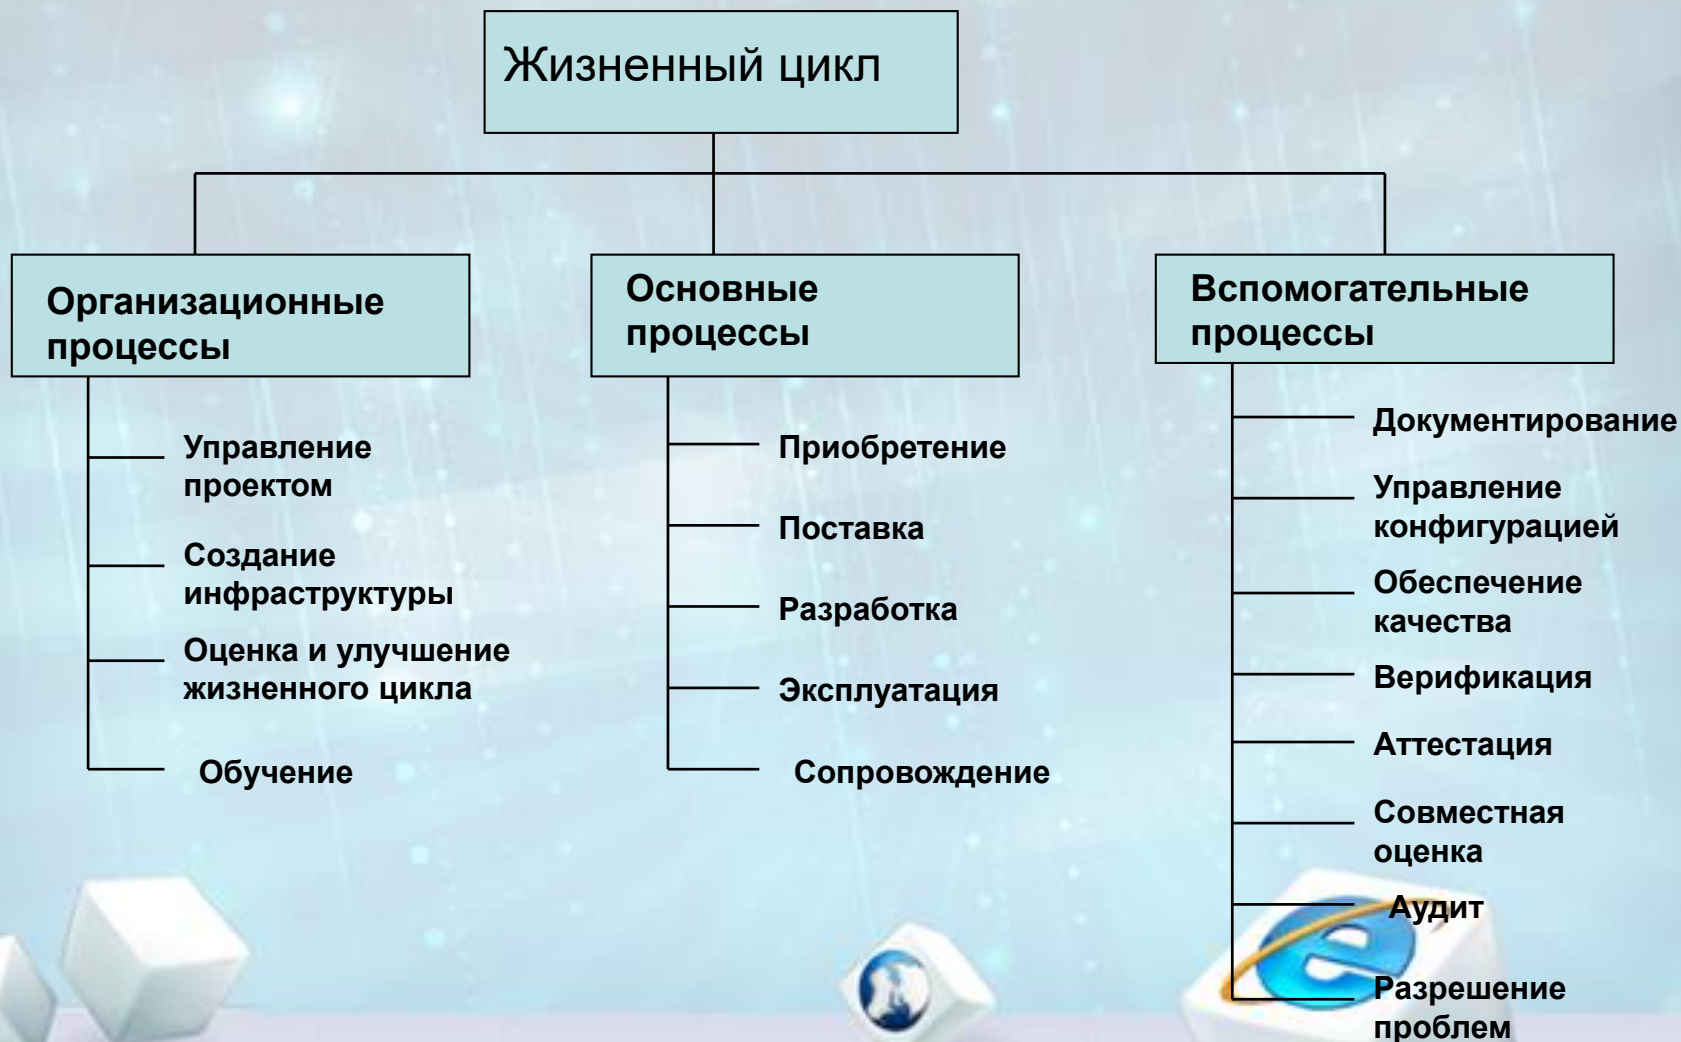 Жизненный цикл
Организационные
процессы
Управление
проектом
Создание
инфраструктуры
Оценка и улучшение
жизненного цикла
Обучение
Основные
процессы
Приобретение
Поставка
Разработка
Эксплуатация
Сопровождение
Вспомогательные
процессы
Документирование
Управление
конфигурацией
Обеспечение
качества
Верификация
Аттестация
Совместная
оценка
Аудит
Разрешение
проблем